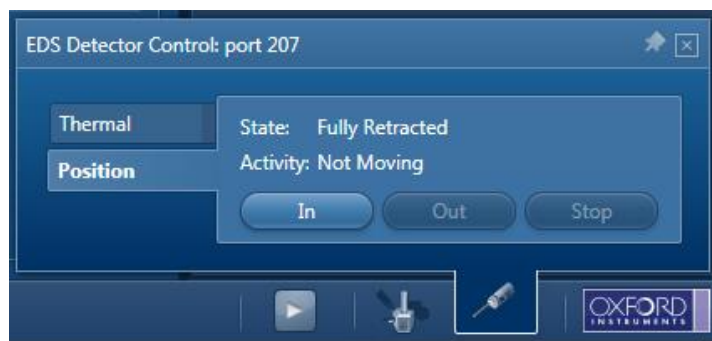 EDS Detector Control: port 207
Thermal
Position
State: Fully Retracted
Activity: Not Moving
In Out Stop
OXFORD
INSTRUMENTS